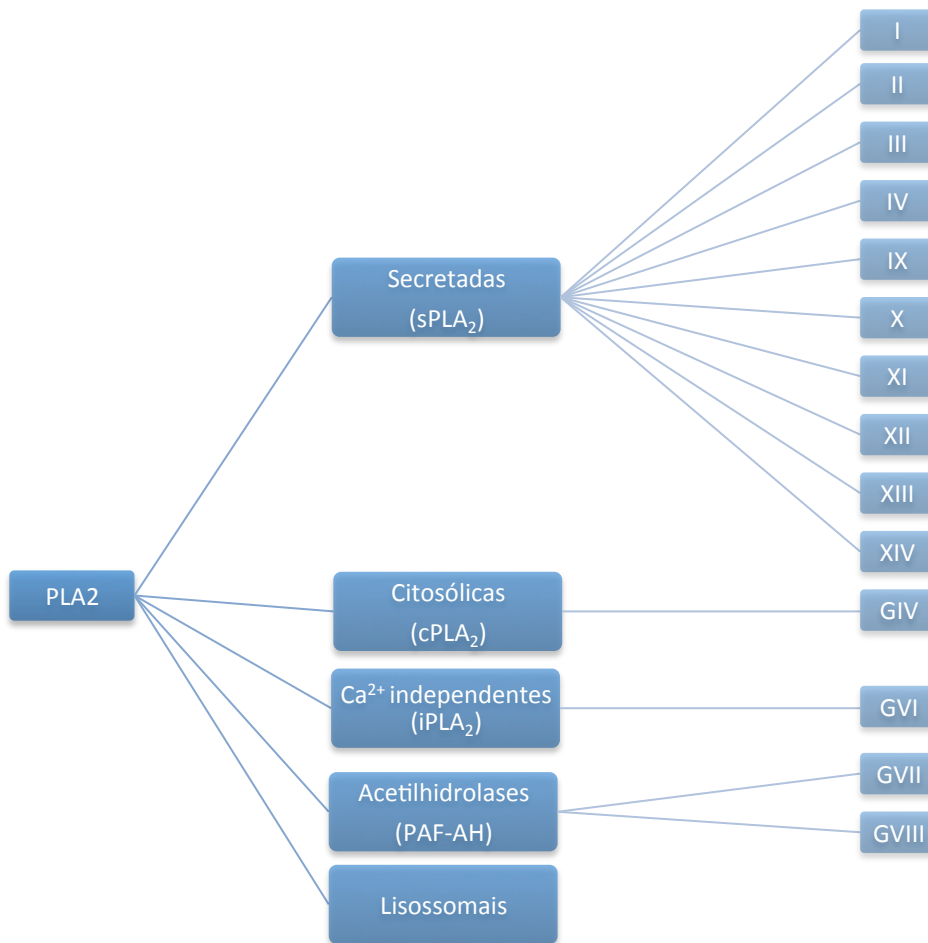 PLA2
Secretadas
(sPLA₂)
I
II
III
IV
IX
X
XI
XII
XIII
XIV
Citosólicas
(cPLA₂)
GIV
Ca²⁺ independentes
(iPLA₂)
GVI
Acetilhidrolases
(PAF-AH)
GVII
GVIII
Lisossomais